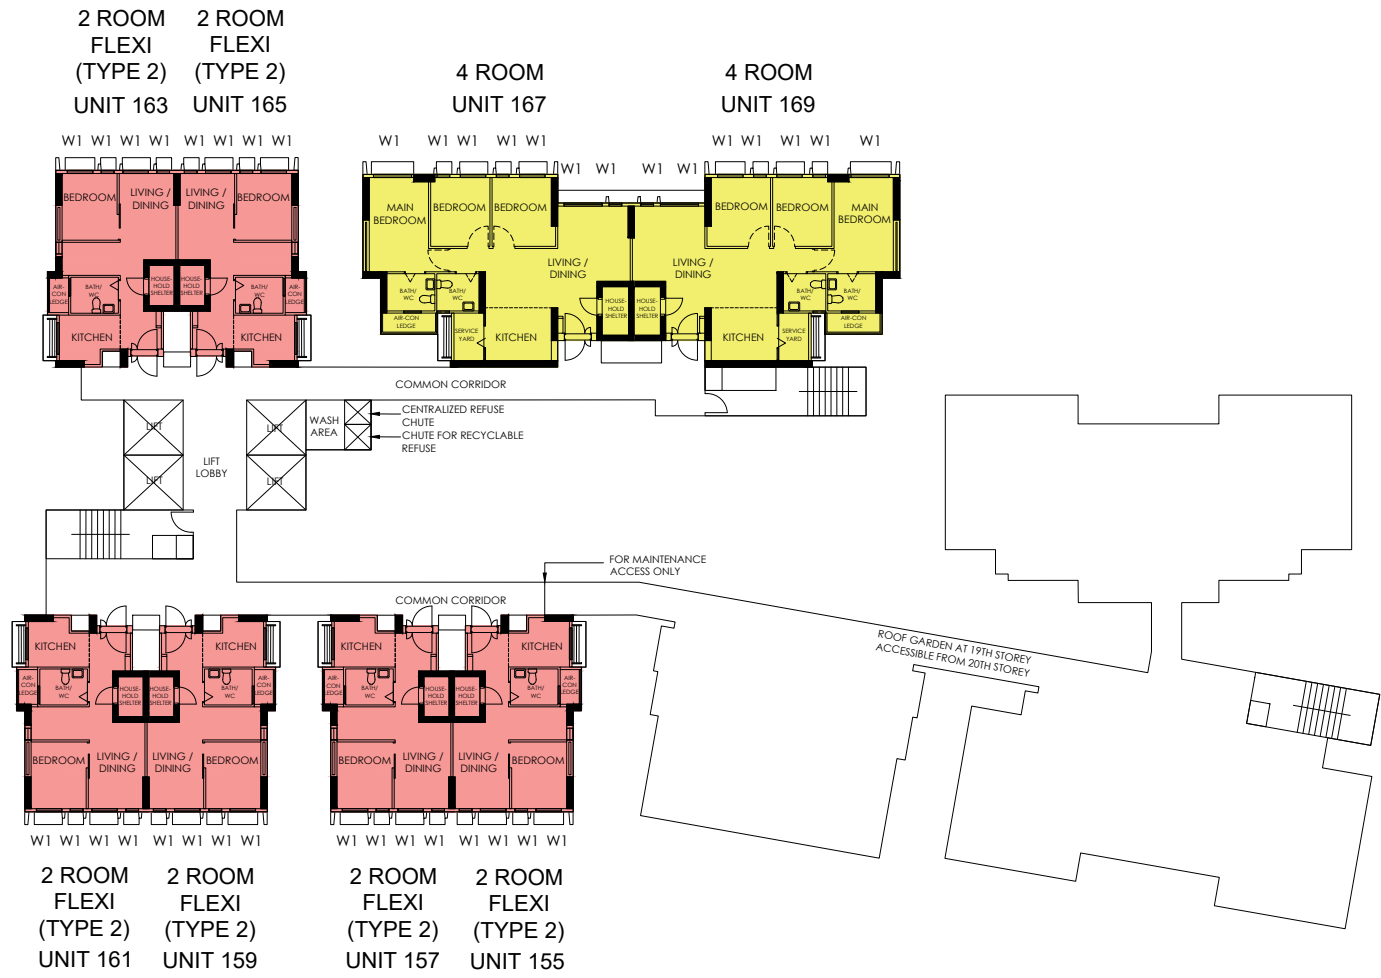 2 ROOM
FLEXI
(TYPE 2)
UNIT 163
2 ROOM
FLEXI
(TYPE 2)
UNIT 165
4 ROOM
UNIT 167
4 ROOM
UNIT 169
W1 W1 W1 W1 W1 W1 W1 W1
W1 W1 W1 W1 W1 W1 W1 W1 W1 W1 W1 W1 W1 W1
BEDROOM
LIVING /
DINING
LIVING /
DINING
BEDROOM
AIR-
CON
LEDGE
BATH/
WC
HOUSE-
HOLD
SHELTER
HOUSE-
HOLD
SHELTER
BATH/
WC
AIR-
CON
LEDGE
KITCHEN
KITCHEN
MAIN
BEDROOM
BEDROOM
BEDROOM
LIVING /
DINING
LIVING /
DINING
BEDROOM
BEDROOM
MAIN
BEDROOM
BATH/
WC
BATH/
WC
AIR-CON
LEDGE
SERVICE
YARD
KITCHEN
HOUSE-
HOLD
SHELTER
HOUSE-
HOLD
SHELTER
KITCHEN
SERVICE
YARD
BATH/
WC
BATH/
WC
AIR-CON
LEDGE
COMMON CORRIDOR
LIFT
LIFT
LIFT
LOBBY
LIFT
LIFT
WASH
AREA
CENTRALIZED REFUSE
CHUTE
CHUTE FOR RECYCLABLE
REFUSE
FOR MAINTENANCE
ACCESS ONLY
COMMON CORRIDOR
ROOF GARDEN AT 19TH STOREY
ACCESSIBLE FROM 20TH STOREY
KITCHEN
KITCHEN
AIR-
CON
LEDGE
BATH/
WC
HOUSE-
HOLD
SHELTER
HOUSE-
HOLD
SHELTER
BATH/
WC
AIR-
CON
LEDGE
BEDROOM
LIVING /
DINING
LIVING /
DINING
BEDROOM
KITCHEN
KITCHEN
AIR-
CON
LEDGE
BATH/
WC
HOUSE-
HOLD
SHELTER
HOUSE-
HOLD
SHELTER
BATH/
WC
AIR-
CON
LEDGE
BEDROOM
LIVING /
DINING
LIVING /
DINING
BEDROOM
W1 W1 W1 W1 W1 W1 W1 W1
W1 W1 W1 W1 W1 W1 W1 W1
2 ROOM
FLEXI
(TYPE 2)
UNIT 161
2 ROOM
FLEXI
(TYPE 2)
UNIT 159
2 ROOM
FLEXI
(TYPE 2)
UNIT 157
2 ROOM
FLEXI
(TYPE 2)
UNIT 155